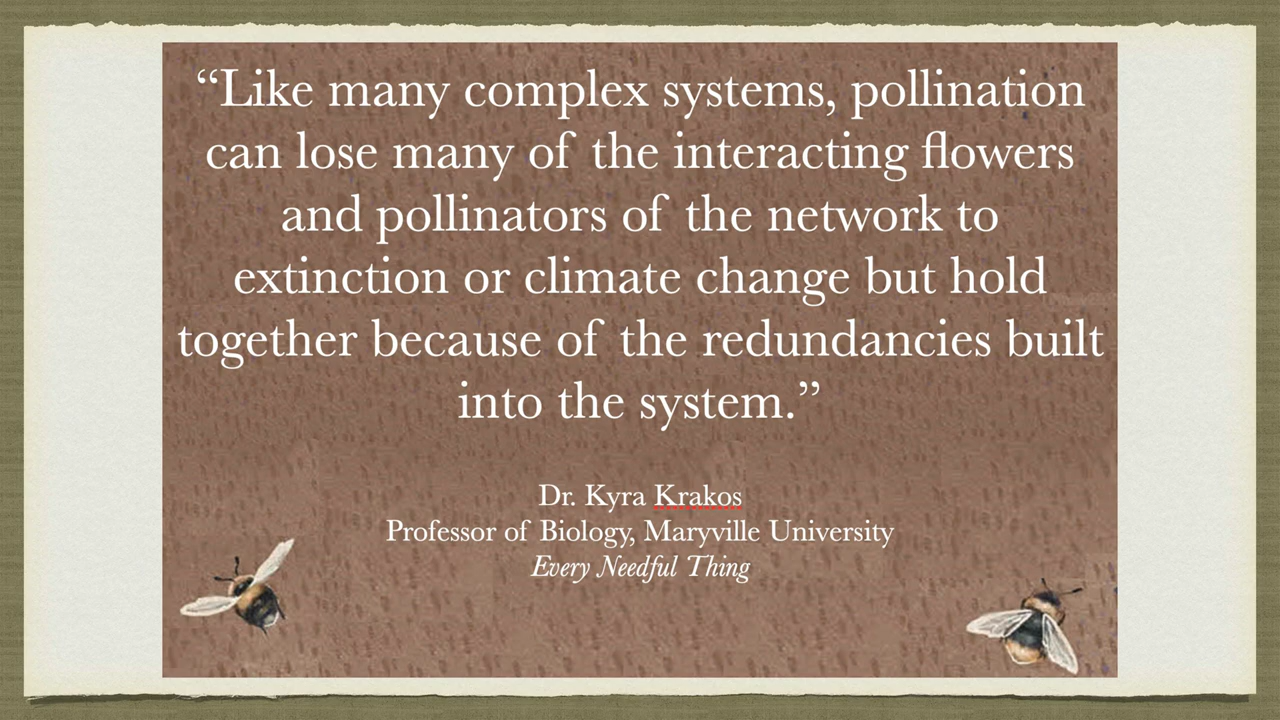 “Like many complex systems, pollination
can lose many of the interacting flowers
and pollinators of the network to
extinction or climate change but hold
together because of the redundancies built
into the system.”
Dr. Kyra Krakos
Professor of Biology, Maryville University
Every Needful Thing